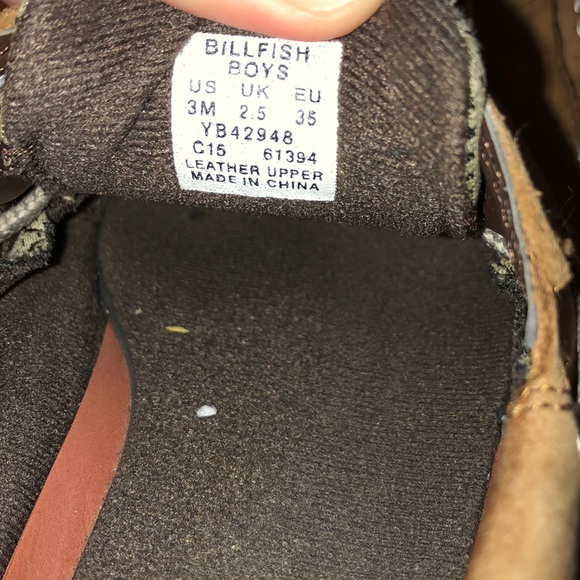 BILLFISH
BOYS
US UK EU
3M 2.5 35
YB42948
C15 61394
LEATHER UPPER
MADE IN CHINA